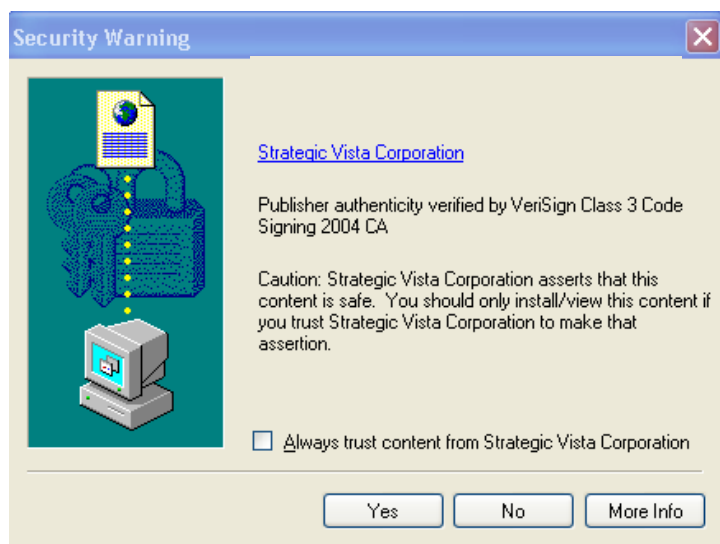 Security Warning
Strategic Vista Corporation
Publisher authenticity verified by VeriSign Class 3 Code
Signing 2004 CA
Caution: Strategic Vista Corporation asserts that this
content is safe. You should only install/view this content if
you trust Strategic Vista Corporation to make that
assertion.
Always trust content from Strategic Vista Corporation
Yes
No
More Info